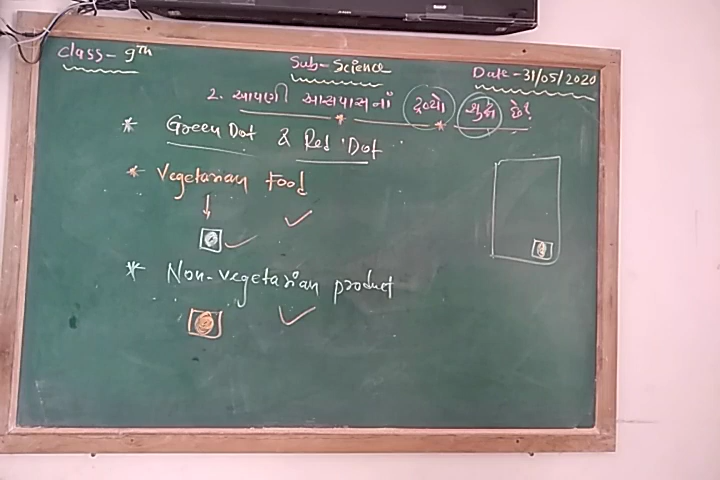 Class - 9th
Sub - Science
Date - 31/05/2020
2. આપણી આસપાસનાં દ્રવ્યો શુદ્ધ છે?
* Green Dot & Red Dot
* Vegetarian Food
* Non-vegetarian product